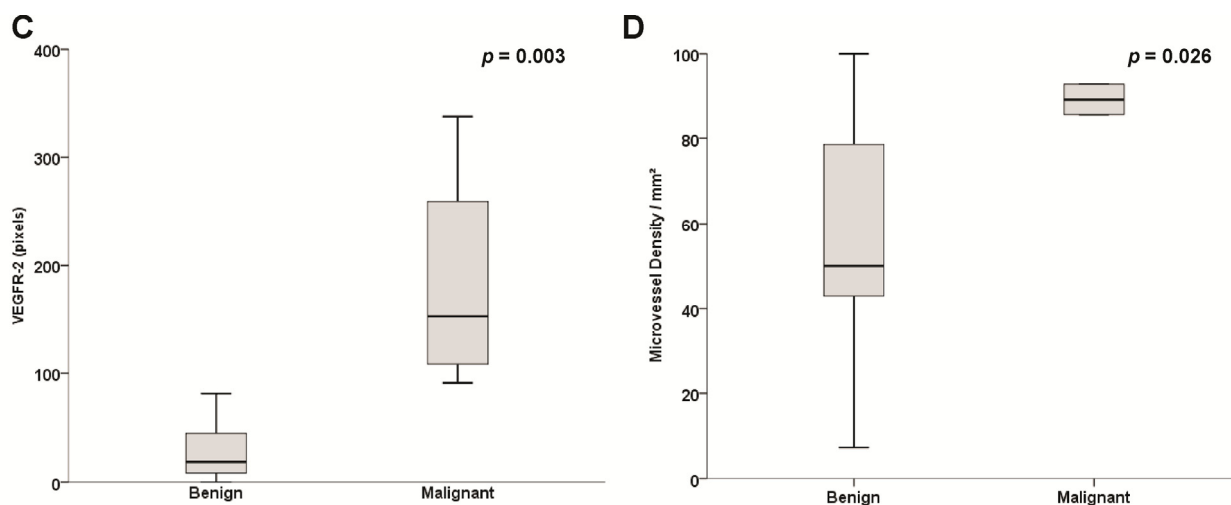 C
p = 0.003
400
300
200
100
0
VEGFR-2 (pixels)
Benign
Malignant
D
p = 0.026
100
80
60
40
20
0
Microvessel Density / mm²
Benign
Malignant